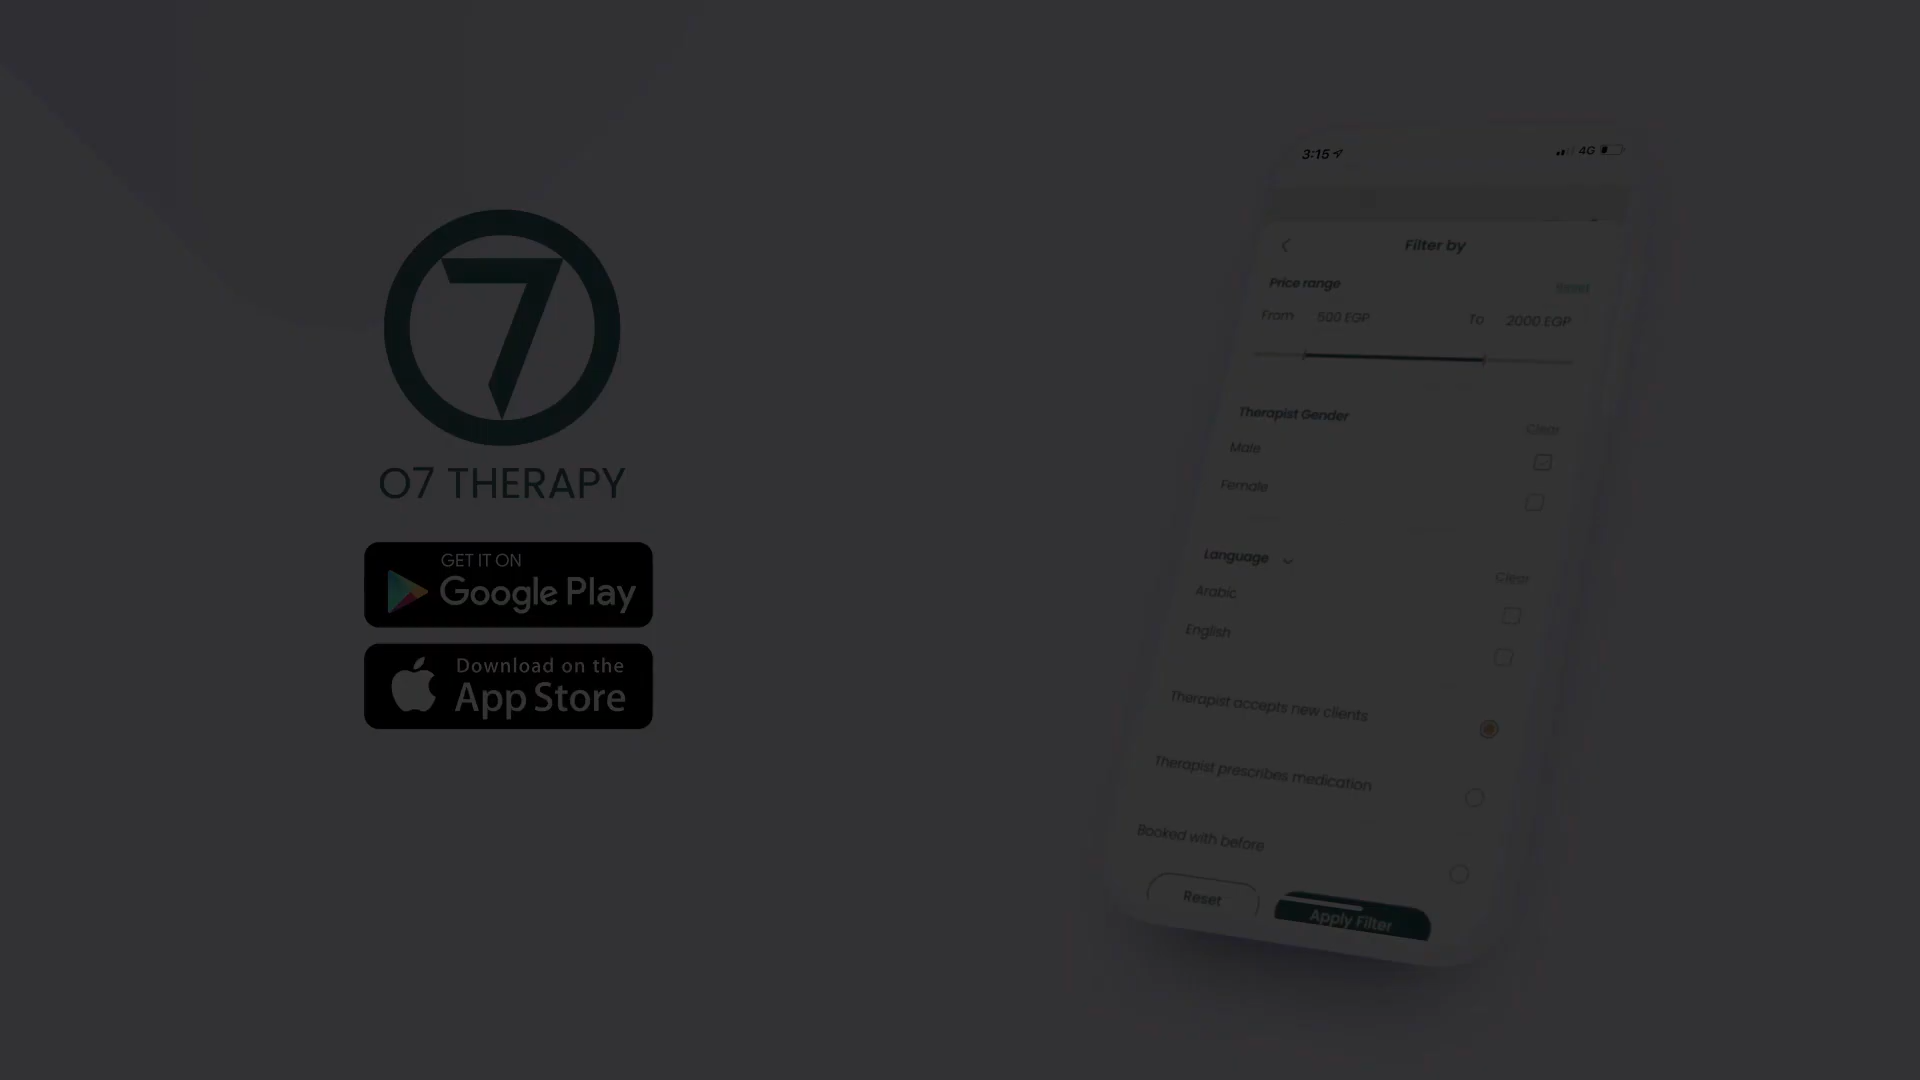 7
O7 THERAPY
GET IT ON
Google Play
Download on the
App Store
3:15
4G
Filter by
Price range
Reset
From 500 EGP To 2000 EGP
Therapist Gender
Clear
Male
Female
Language
Clear
Arabic
English
Therapist accepts new clients
Therapist prescribes medication
Booked with before
Reset
Apply Filter